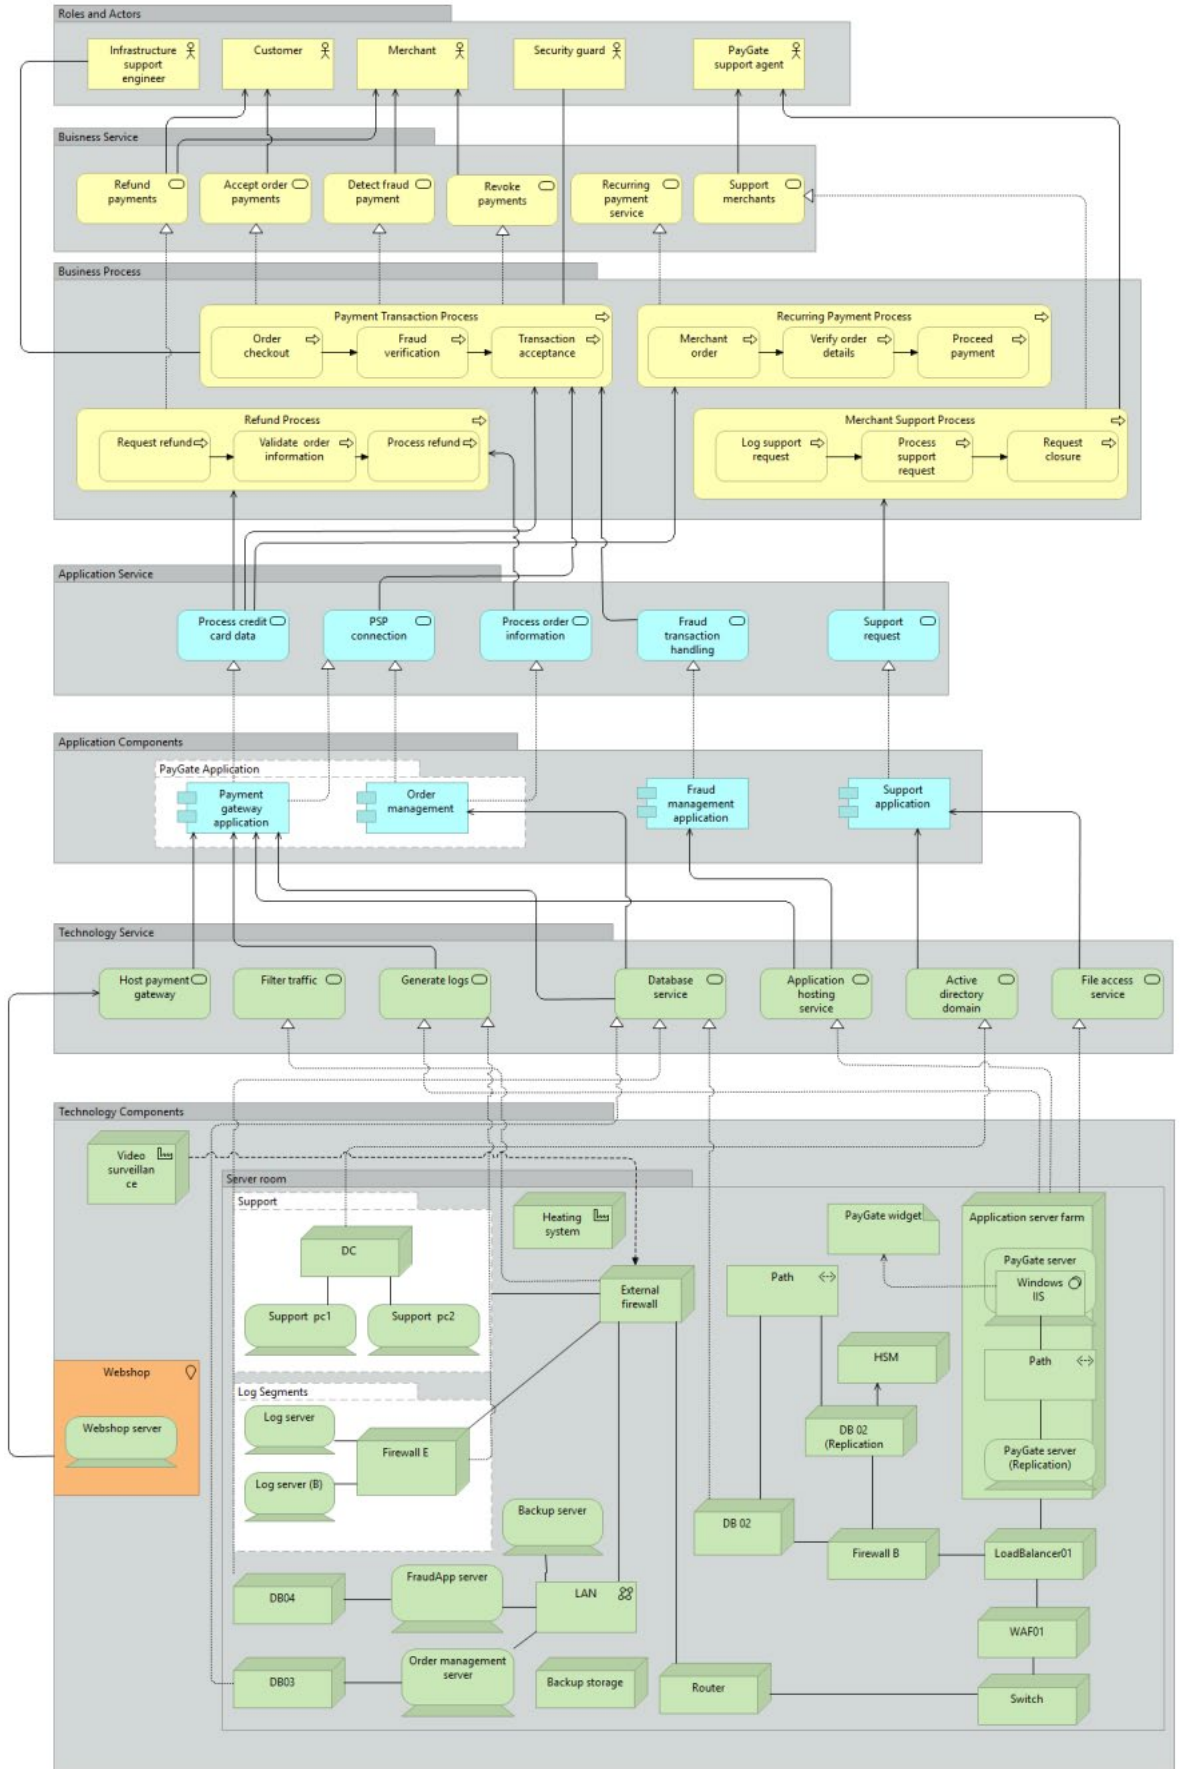 Roles and Actors
Infrastructure
support
engineer
Customer
Merchant
Security guard
PayGate
support agent
Buisness Service
Refund
payments
Accept order
payments
Detect fraud
payment
Revoke
payments
Recurring
payment
service
Support
merchants
Business Process
Payment Transaction Process
Order
checkout
Fraud
verification
Transaction
acceptance
Recurring Payment Process
Merchant
order
Verify order
details
Proceed
payment
Refund Process
Request refund
Validate order
information
Process refund
Merchant Support Process
Log support
request
Process
support
request
Request
closure
Application Service
Process credit
card data
PSP
connection
Process order
information
Fraud
transaction
handling
Support
request
Application Components
PayGate Application
Payment
gateway
application
Order
management
Fraud
management
application
Support
application
Technology Service
Host payment
gateway
Filter traffic
Generate logs
Database
service
Application
hosting
service
Active
directory
domain
File access
service
Technology Components
Video
surveillan
ce
Server room
Support
DC
Support pc1
Support pc2
Heating
system
External
firewall
PayGate widget
Application server farm
PayGate server
Windows
IIS
Path
Path
HSM
PayGate server
(Replication)
Webshop
Webshop server
Log Segments
Log server
Firewall E
Log server (B)
DB 02
(Replication
Backup server
DB 02
Firewall B
LoadBalancer01
DB04
FraudApp server
LAN
WAF01
DB03
Order management
server
Backup storage
Router
Switch